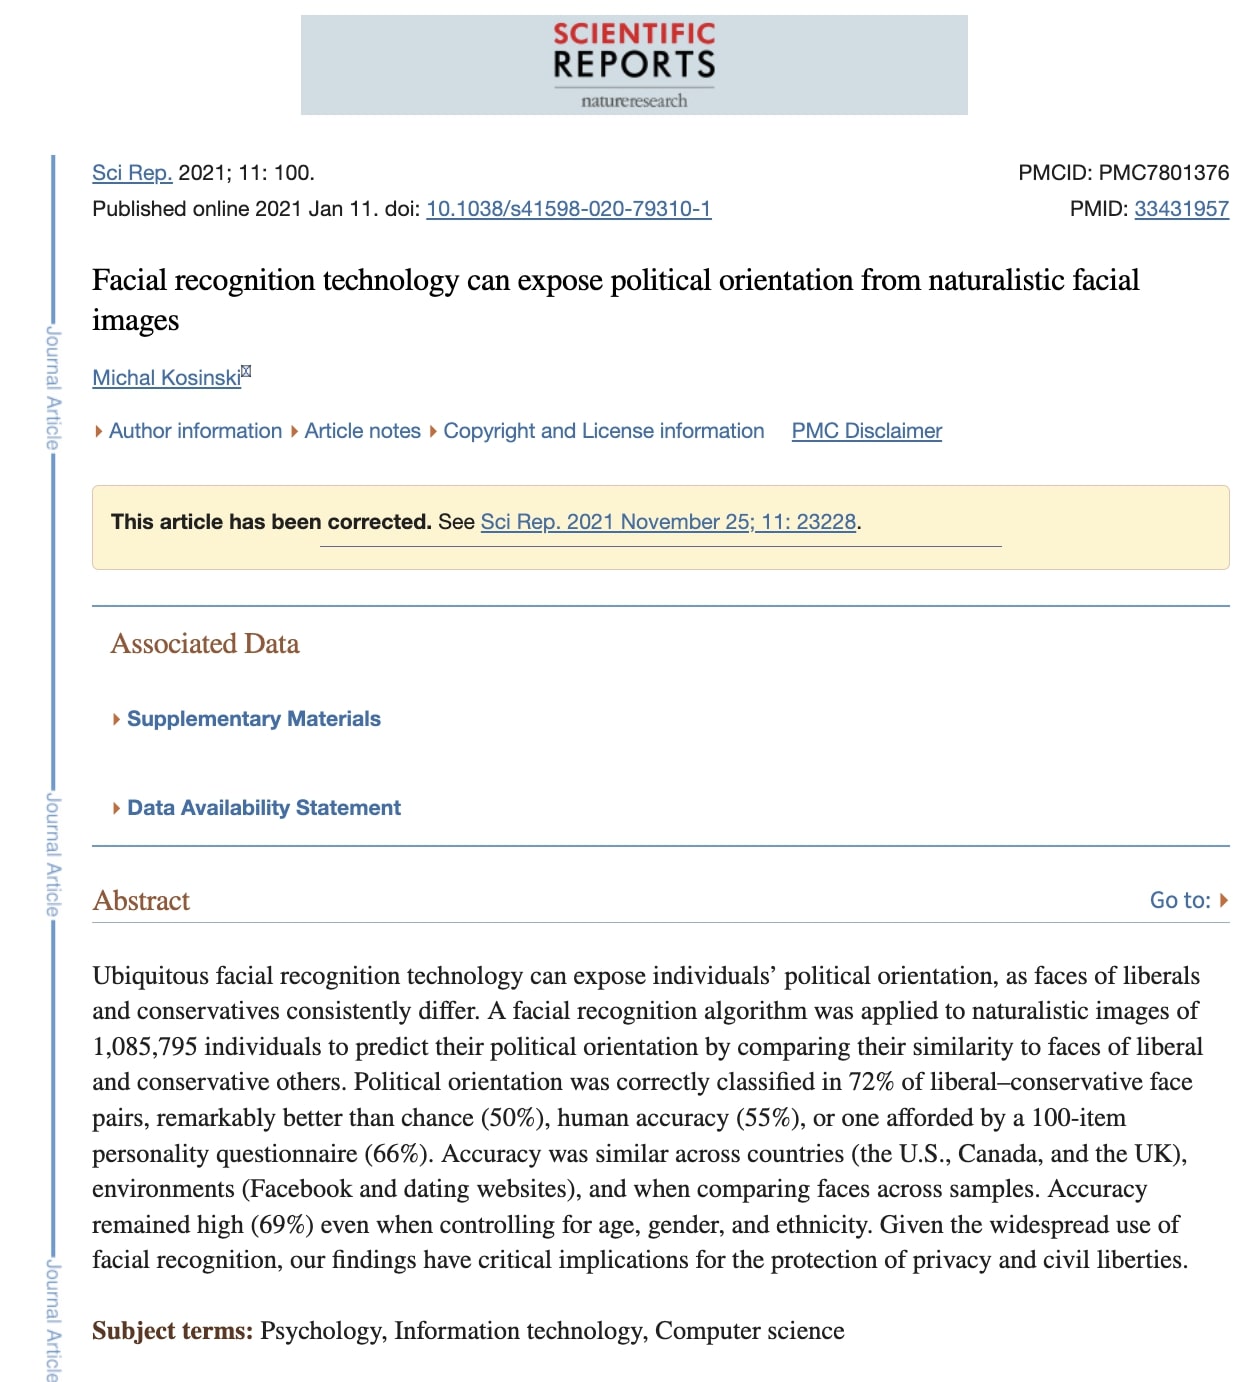 SCIENTIFIC
REPORTS
natureresearch
Sci Rep. 2021; 11: 100.
PMCID: PMC7801376
Published online 2021 Jan 11. doi: 10.1038/s41598-020-79310-1
PMID: 33431957
Facial recognition technology can expose political orientation from naturalistic facial
images
Michal Kosinski
Author information Article notes Copyright and License information PMC Disclaimer
This article has been corrected. See Sci Rep. 2021 November 25; 11: 23228.
Associated Data
Supplementary Materials
Data Availability Statement
Abstract
Go to:
Ubiquitous facial recognition technology can expose individuals’ political orientation, as faces of liberals
and conservatives consistently differ. A facial recognition algorithm was applied to naturalistic images of
1,085,795 individuals to predict their political orientation by comparing their similarity to faces of liberal
and conservative others. Political orientation was correctly classified in 72% of liberal–conservative face
pairs, remarkably better than chance (50%), human accuracy (55%), or one afforded by a 100-item
personality questionnaire (66%). Accuracy was similar across countries (the U.S., Canada, and the UK),
environments (Facebook and dating websites), and when comparing faces across samples. Accuracy
remained high (69%) even when controlling for age, gender, and ethnicity. Given the widespread use of
facial recognition, our findings have critical implications for the protection of privacy and civil liberties.
Subject terms: Psychology, Information technology, Computer science
Journal Article
Journal Article
Journal Article